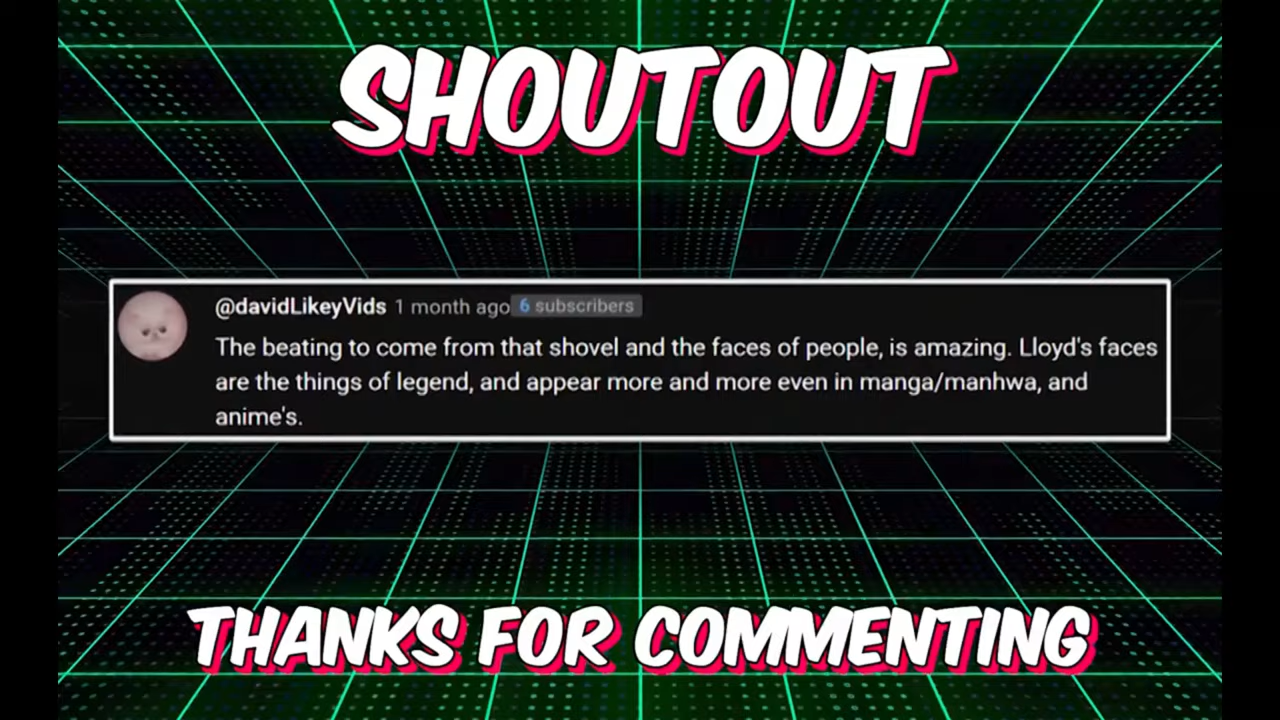 SHOUTOUT
@davidLikeyVids 1 month ago 6 subscribers
The beating to come from that shovel and the faces of people, is amazing. Lloyd's faces
are the things of legend, and appear more and more even in manga/manhwa, and
anime's.
THANKS FOR COMMENTING